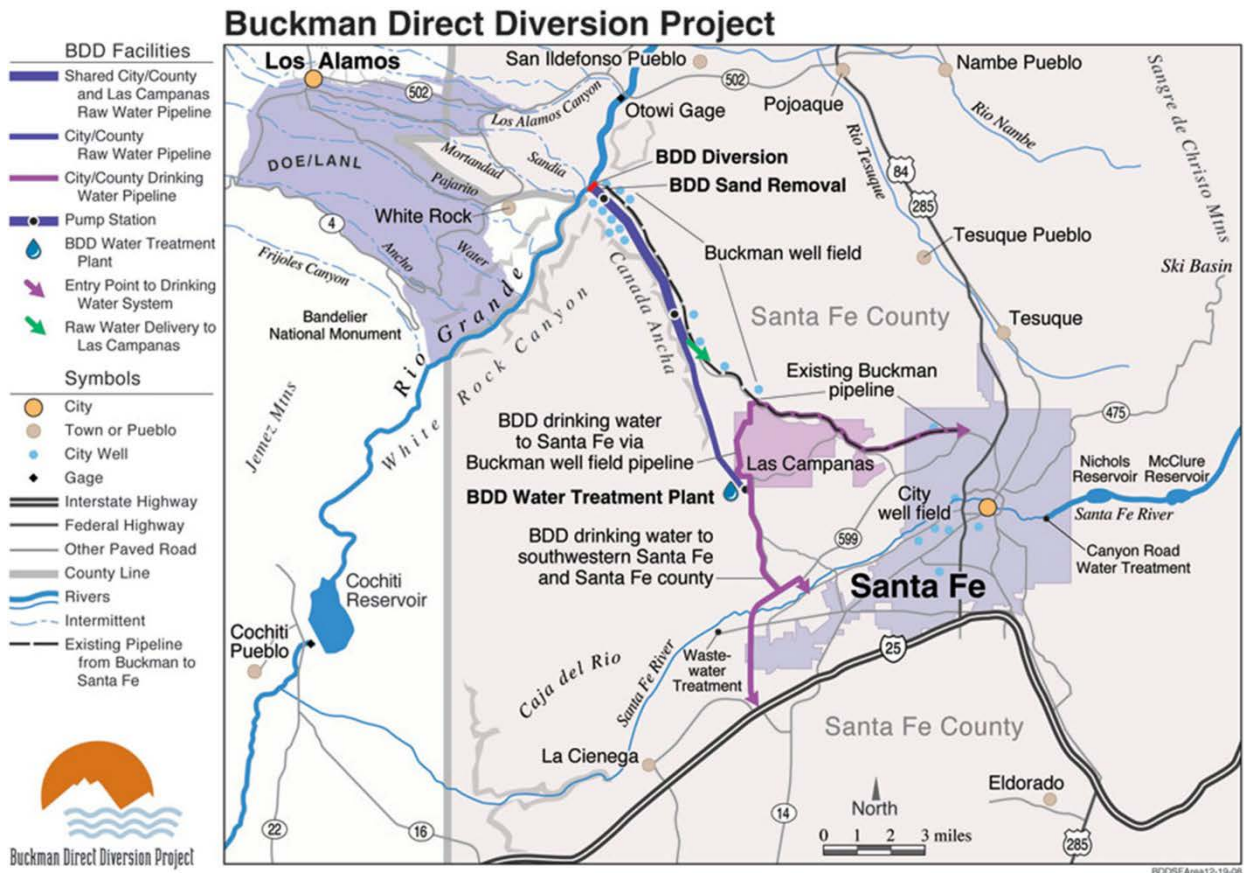 Buckman Direct Diversion Project
BDD Facilities
Shared City/County
and Las Campanas
Raw Water Pipeline
City/County
Raw Water Pipeline
City/County Drinking
Water Pipeline
Pump Station
BDD Water Treatment
Plant
Entry Point to Drinking
Water System
Raw Water Delivery to
Las Campanas
Symbols
City
Town or Pueblo
City Well
Gage
Interstate Highway
Federal Highway
Other Paved Road
County Line
Rivers
Intermittent
Existing Pipeline
from Buckman to
Santa Fe
Buckman Direct Diversion Project
Los Alamos
502
San Ildefonso Pueblo
502
Nambe Pueblo
Pojoaque
Otowi Gage
Los Alamos Canyon
Rio Nambe
Rio Tesuque
Sangre de Christo Mtns
DOE/LANL
Mortandad
Sandia
Pajarito
BDD Diversion
BDD Sand Removal
84
285
White Rock
4
Ancho
Water
Frijoles Canyon
Buckman well field
Tesuque Pueblo
Ski Basin
Bandelier
National Monument
Rio Grande
White Rock Canyon
Canada Ancha
Santa Fe County
Tesuque
Jemez Mtns
Existing Buckman
pipeline
475
BDD drinking water
to Santa Fe via
Buckman well field pipeline
Las Campanas
BDD Water Treatment Plant
City
well field
Nichols
Reservoir
McClure
Reservoir
Santa Fe River
BDD drinking water to
southwestern Santa Fe
and Santa Fe county
599
Canyon Road
Water Treatment
Santa Fe
Cochiti
Reservoir
Cochiti
Pueblo
25
Waste-
water
Treatment
Caja del Rio
Santa Fe River
Santa Fe County
La Cienega
Eldorado
North
0 1 2 3 miles
22
16
14
285
BDDSFArea12-19-08